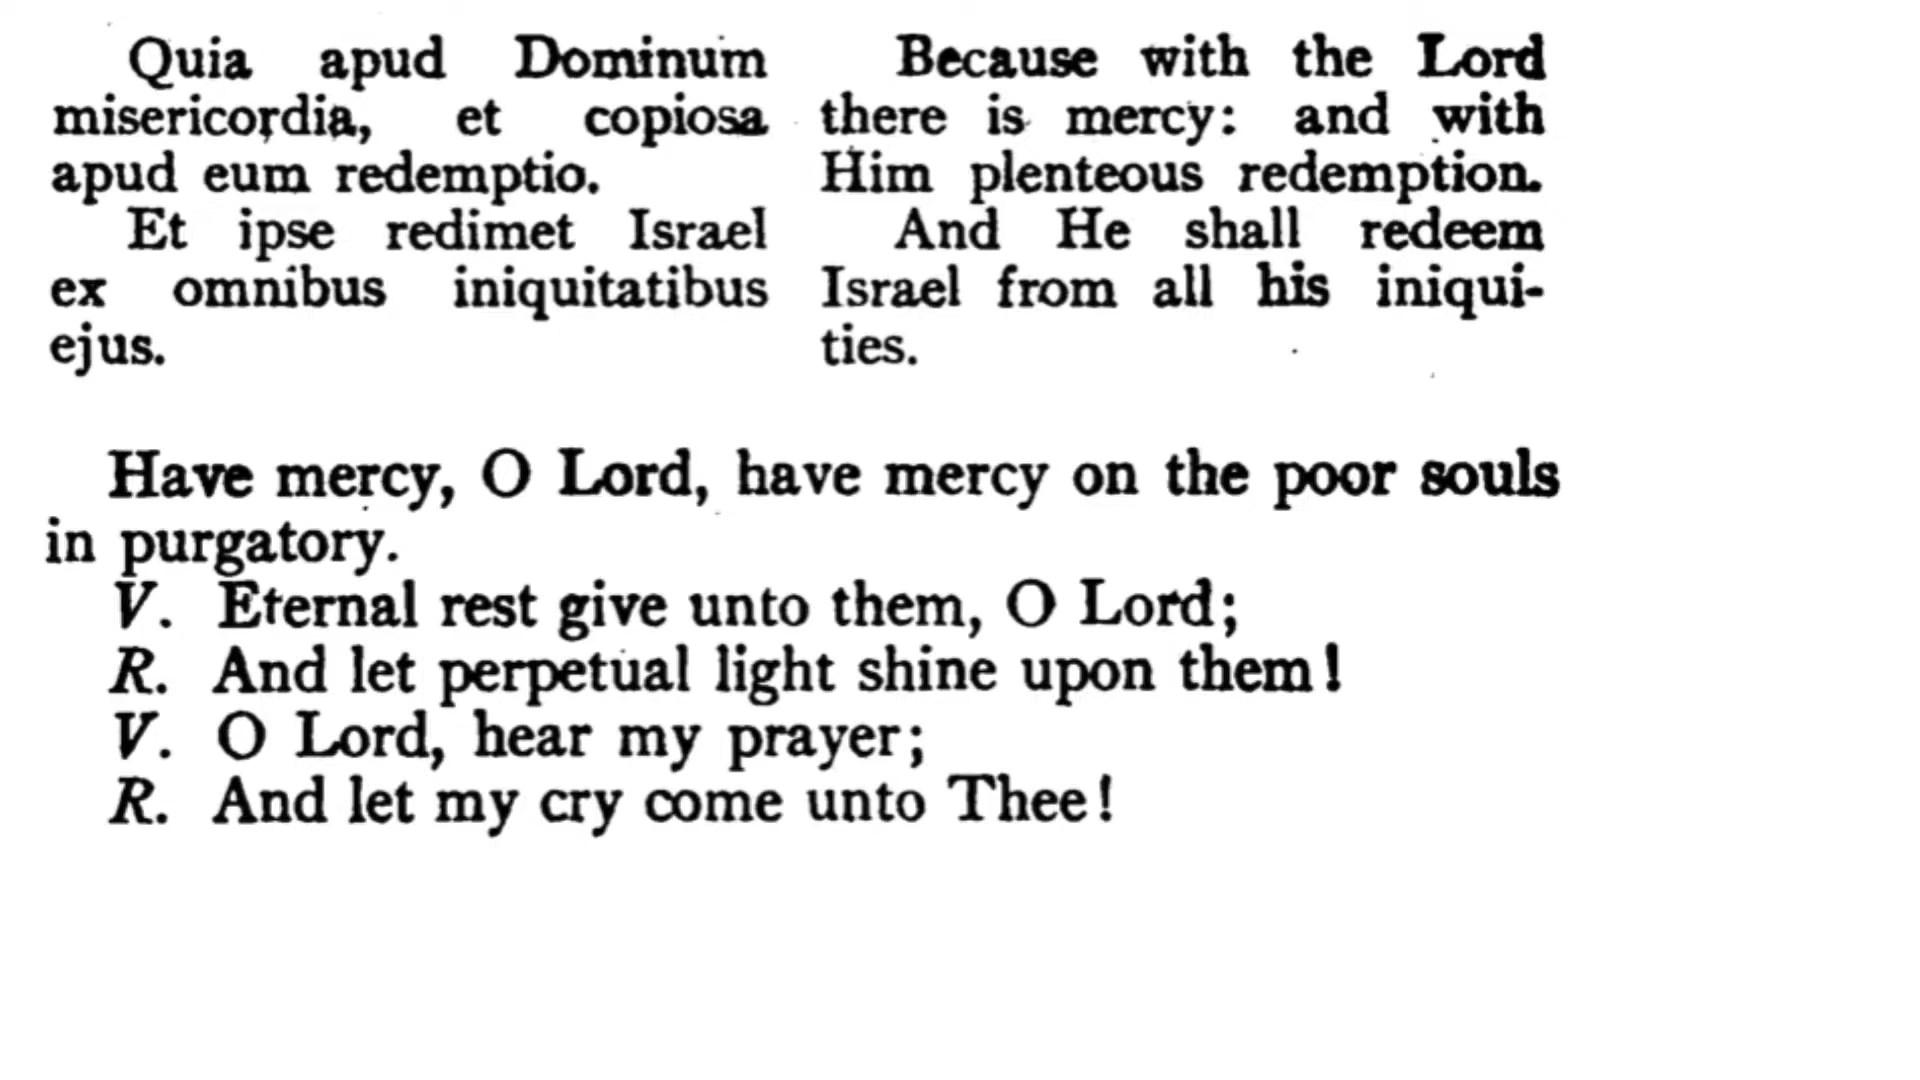 Quia apud Dominum
misericordia, et copiosa
apud eum redemptio.
Et ipse redimet Israel
ex omnibus iniquitatibus
ejus.
Because with the Lord
there is mercy: and with
Him plenteous redemption.
And He shall redeem
Israel from all his iniqui-
ties.
Have mercy, O Lord, have mercy on the poor souls
in purgatory.
V. Eternal rest give unto them, O Lord;
R. And let perpetual light shine upon them!
V. O Lord, hear my prayer;
R. And let my cry come unto Thee!